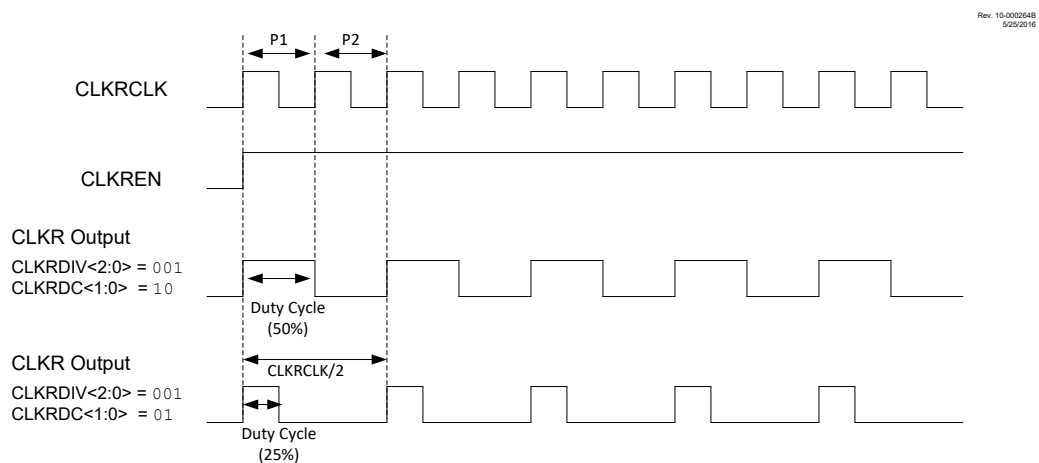 Rev. 10-000264B
5/25/2016
P1
P2
CLKRCLK
CLKREN
CLKR Output
CLKRDIV<2:0> = 001
CLKRDC<1:0> = 10
Duty Cycle
(50%)
CLKR Output
CLKRCLK/2
CLKRDIV<2:0> = 001
CLKRDC<1:0> = 01
Duty Cycle
(25%)